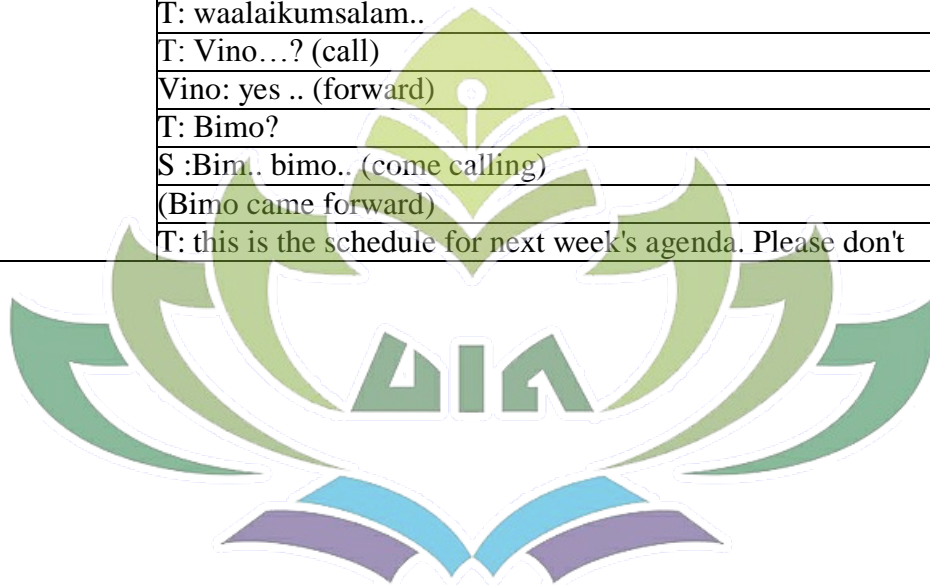 T: waalaikumsalam..
T: Vino…? (call)
Vino: yes .. (forward)
T: Bimo?
S :Bim.. bimo.. (come calling)
(Bimo came forward)
T: this is the schedule for next week's agenda. Please don't
UIN